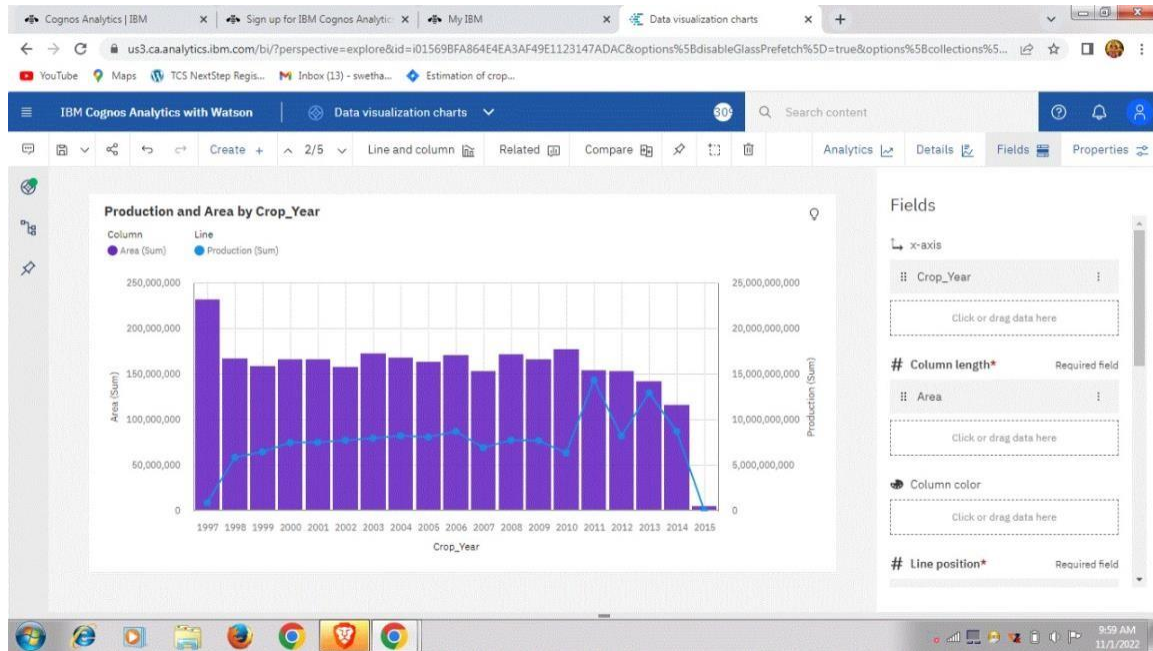 Cognos Analytics | IBM
Sign up for IBM Cognos Analytic
My IBM
Data visualization charts
us3.ca.analytics.ibm.com/bi/?perspective=explore&id=i01569BFA864E4EA3AF49E1123147ADAC&options%5BdisableGlassPrefetch%5D=true&options%5Bcollections%5...
YouTube Maps TCS NextStep Regis... Inbox (13) - swetha... Estimation of crop...
IBM Cognos Analytics with Watson Data visualization charts Search content
Create + 2/5 Line and column Related Compare Analytics Details Fields Properties
Production and Area by Crop_Year
Column Line
Area (Sum) Production (Sum)
250,000,000 25,000,000,000
200,000,000 20,000,000,000
150,000,000 15,000,000,000
100,000,000 10,000,000,000
50,000,000 5,000,000,000
0 0
Area (Sum)
Production (Sum)
1997 1998 1999 2000 2001 2002 2003 2004 2005 2006 2007 2008 2009 2010 2011 2012 2013 2014 2015
Crop_Year
Fields
x-axis
Crop_Year
Click or drag data here
# Column length* Required field
Area
Click or drag data here
Column color
Click or drag data here
# Line position* Required field
9:59 AM
11/1/2022